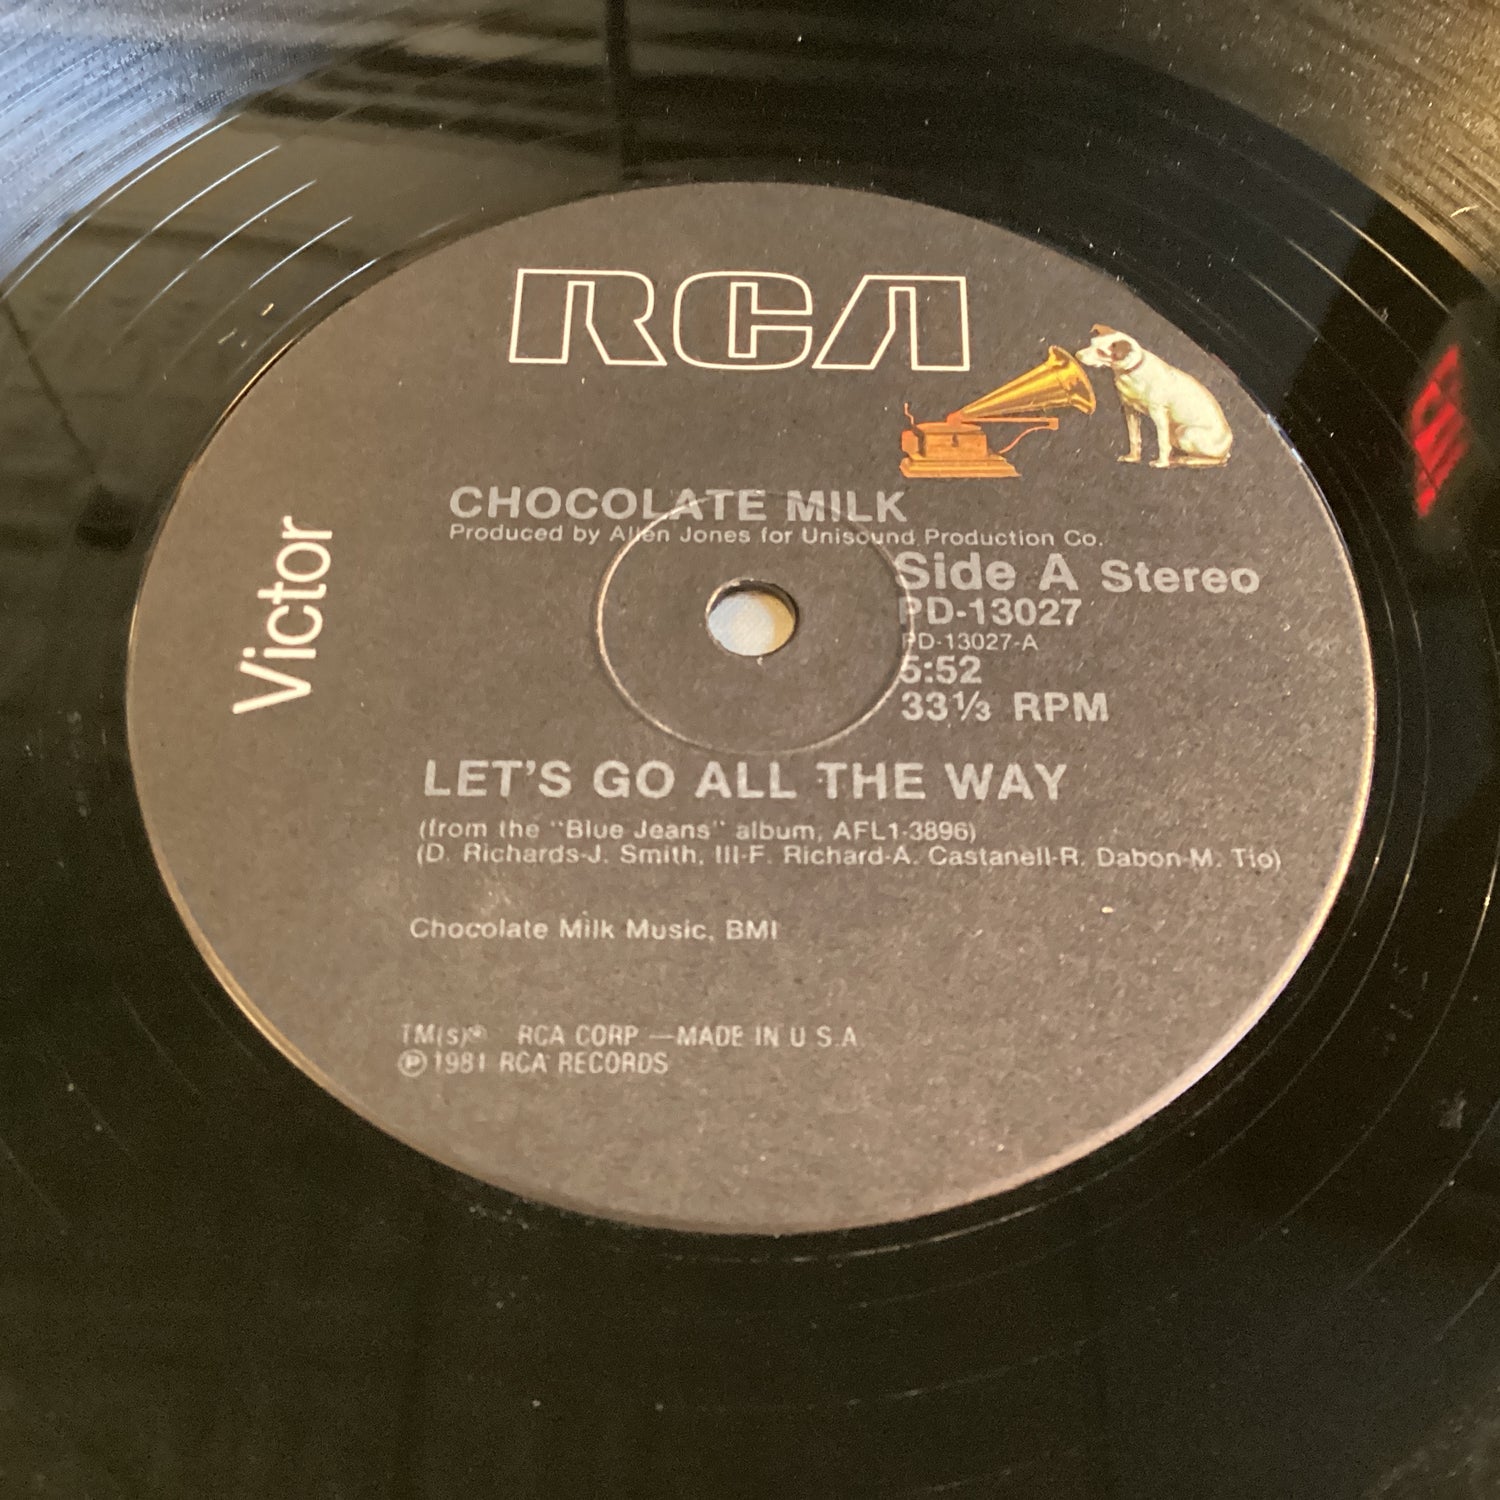 RCA
Victor
CHOCOLATE MILK
Produced by Allen Jones for Unisound Production Co.
Side A Stereo
PD-13027
PD-13027-A
5:52
33⅓ RPM
LET'S GO ALL THE WAY
(from the "Blue Jeans" album, AFL1-3896)
(D. Richards-J. Smith, III-F. Richard-A. Castanell-R. Dabon-M. Tio)
Chocolate Milk Music, BMI
TM(s)® RCA CORP.—MADE IN U.S.A
℗ 1981 RCA RECORDS